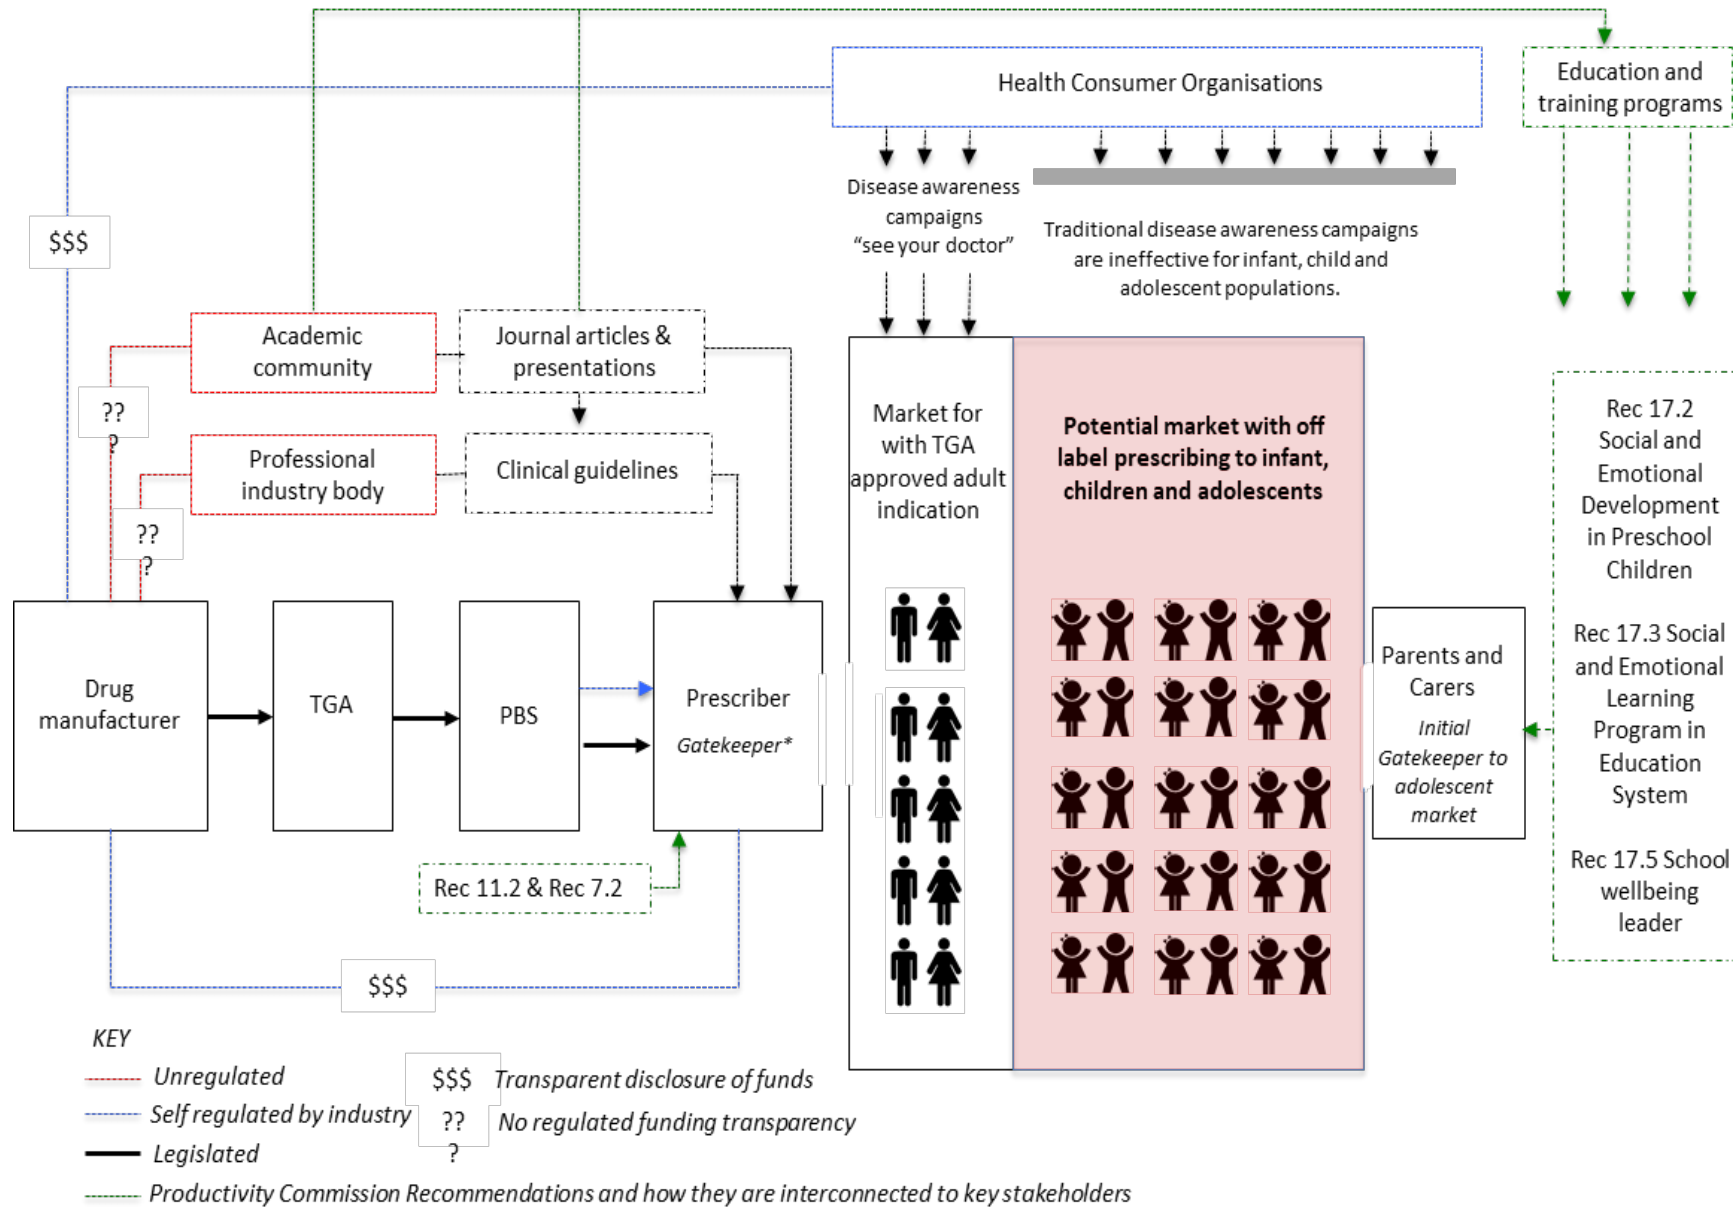 Health Consumer Organisations
Education and
training programs
Disease awareness
campaigns
“see your doctor”
Traditional disease awareness campaigns
are ineffective for infant, child and
adolescent populations.
$$$
Academic
community
Journal articles &
presentations
??
?
Professional
industry body
Clinical guidelines
??
?
Market for
with TGA
approved adult
indication
Potential market with off
label prescribing to infant,
children and adolescents
Rec 17.2
Social and
Emotional
Development
in Preschool
Children
Rec 17.3 Social
and Emotional
Learning
Program in
Education
System
Rec 17.5 School
wellbeing
leader
Drug
manufacturer
TGA
PBS
Prescriber
Gatekeeper*
Parents and
Carers
Initial
Gatekeeper to
adolescent
market
Rec 11.2 & Rec 7.2
$$$
KEY
Unregulated
Self regulated by industry
Legislated
$$$
Transparent disclosure of funds
??
?
No regulated funding transparency
Productivity Commission Recommendations and how they are interconnected to key stakeholders